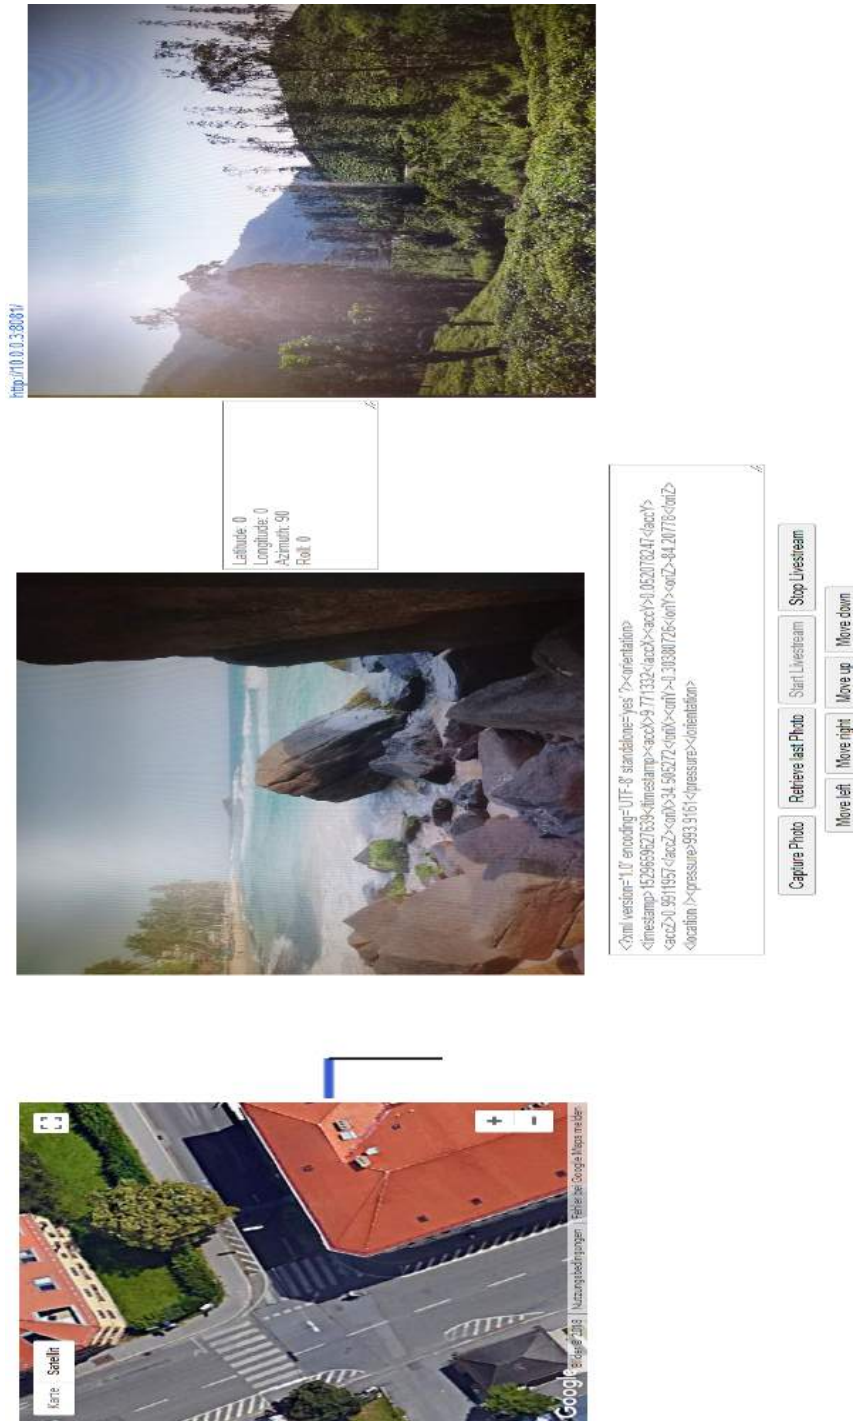 Karte
Satellit
Google
Bilder © 2018
Nutzungsbedingungen
Fehler bei Google Maps melden
Latitude: 0
Longitude: 0
Azimuth: 90
Roll: 0
http://10.0.0.3:8081/
<?xml version='1.0' encoding='UTF-8' standalone='yes' ?><orientation>
<timestamp>1529669627639</timestamp><accX>9.771332</accX><accY>0.052078247</accY>
<accZ>0.9911957</accZ><oriX>34.505272</oriX><oriY>-0.30380726</oriY><oriZ>-84.20778</oriZ>
<location /><pressure>993.9161</pressure></orientation>
Capture Photo
Retrieve last Photo
Start Livestream
Stop Livestream
Move left
Move right
Move up
Move down